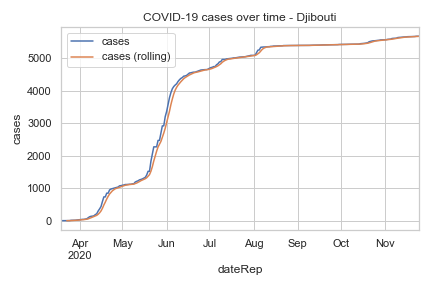 COVID-19 cases over time - Djibouti
cases
cases (rolling)
5000
4000
3000
2000
1000
0
cases
Apr May Jun Jul Aug Sep Oct Nov
2020
dateRep